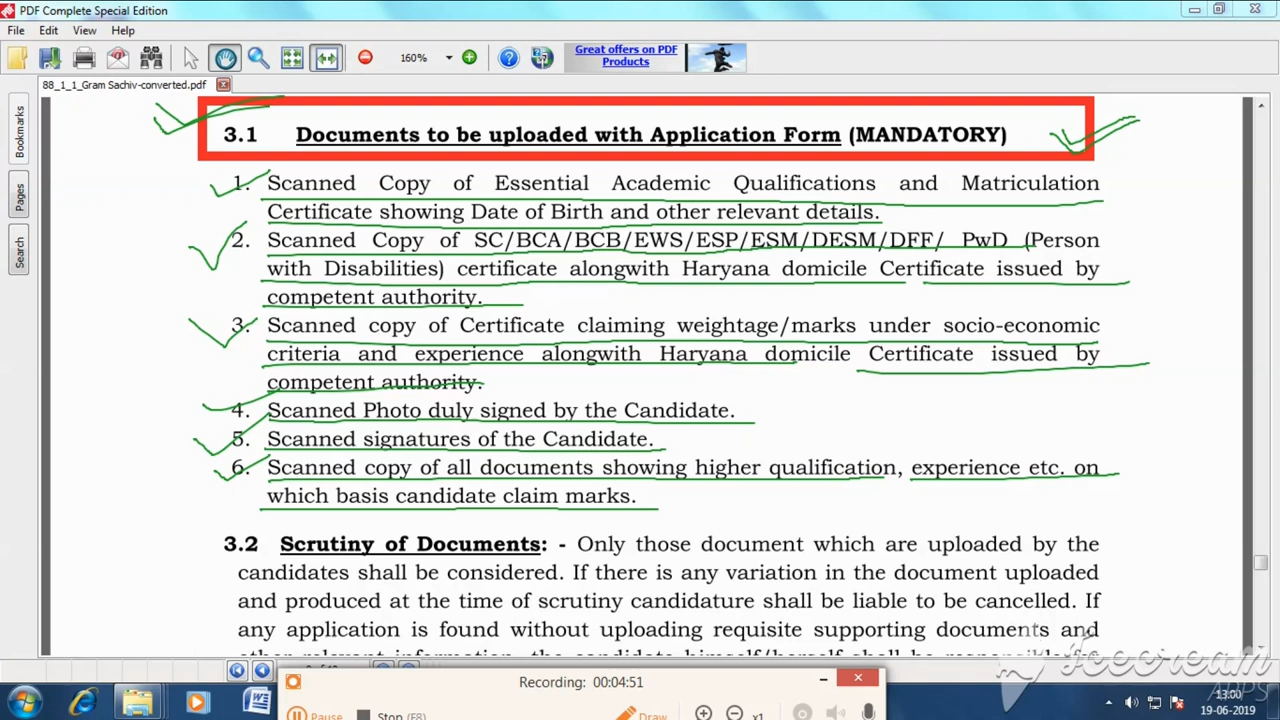 PDF Complete Special Edition
File Edit View Help
160%
Great offers on PDF
Products
88_1_1_Gram Sachiv-converted.pdf
Bookmarks
Pages
Search
3.1 Documents to be uploaded with Application Form (MANDATORY)
1. Scanned Copy of Essential Academic Qualifications and Matriculation
Certificate showing Date of Birth and other relevant details.
2. Scanned Copy of SC/BCA/BCB/EWS/ESP/ESM/DESM/DFF/ PwD (Person
with Disabilities) certificate alongwith Haryana domicile Certificate issued by
competent authority.
3. Scanned copy of Certificate claiming weightage/marks under socio-economic
criteria and experience alongwith Haryana domicile Certificate issued by
competent authority.
4. Scanned Photo duly signed by the Candidate.
5. Scanned signatures of the Candidate.
6. Scanned copy of all documents showing higher qualification, experience etc. on
which basis candidate claim marks.
3.2 Scrutiny of Documents: - Only those document which are uploaded by the
candidates shall be considered. If there is any variation in the document uploaded
and produced at the time of scrutiny candidature shall be liable to be cancelled. If
any application is found without uploading requisite supporting documents and
Icecream
APPS
Recording: 00:04:51
Pause Stop (F8) Draw x1
13:00
19-06-2019